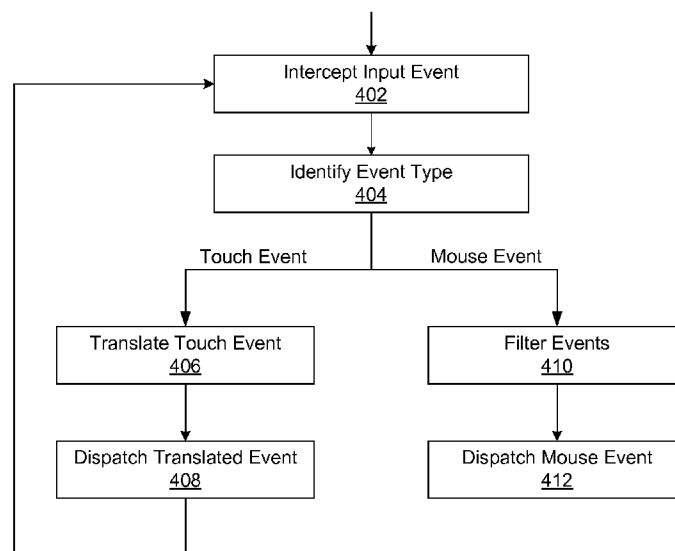 Intercept Input Event
402
Identify Event Type
404
Touch Event
Mouse Event
Translate Touch Event
406
Filter Events
410
Dispatch Translated Event
408
Dispatch Mouse Event
412